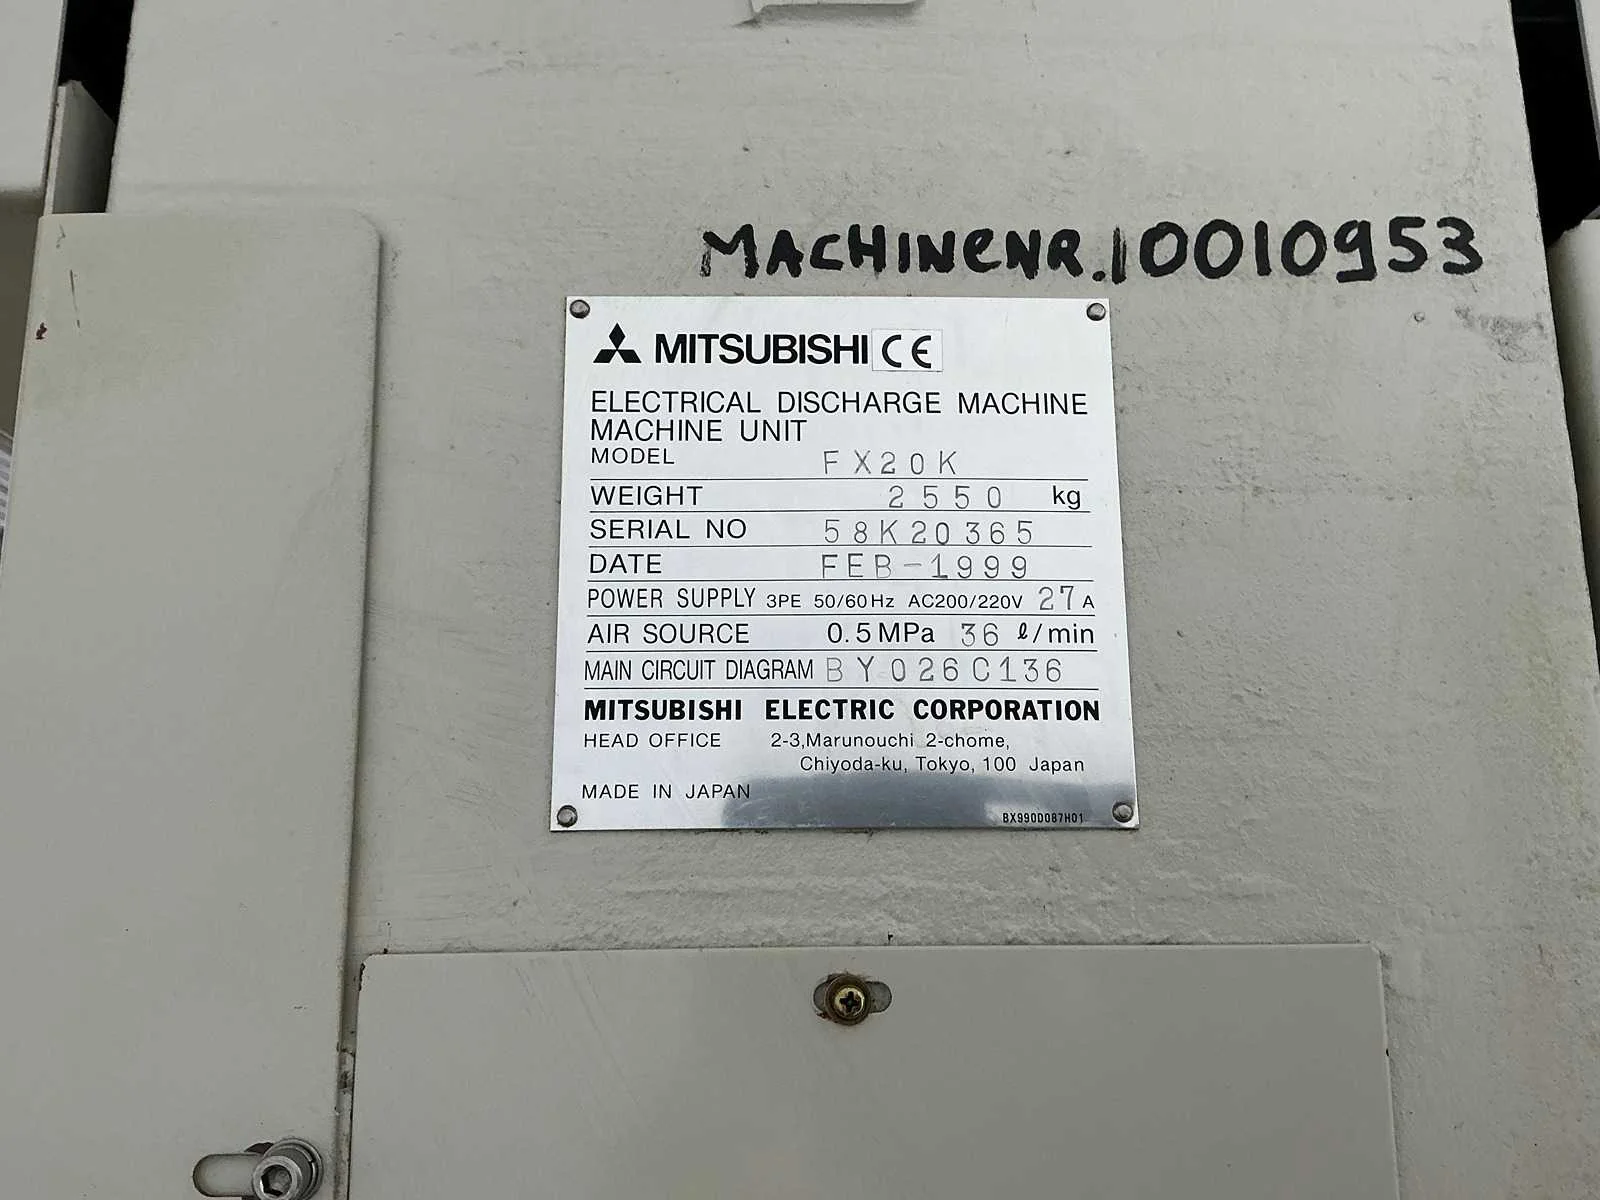 MACHINENR.10010953
MITSUBISHI CE
ELECTRICAL DISCHARGE MACHINE
MACHINE UNIT
MODEL FX20K
WEIGHT 2550 kg
SERIAL NO 58K20365
DATE FEB-1999
POWER SUPPLY 3PE 50/60Hz AC200/220V 27 A
AIR SOURCE 0.5MPa 36 ℓ/min
MAIN CIRCUIT DIAGRAM BY026C136
MITSUBISHI ELECTRIC CORPORATION
HEAD OFFICE 2-3,Marunouchi 2-chome,
Chiyoda-ku, Tokyo, 100 Japan
MADE IN JAPAN
BX990D087H01